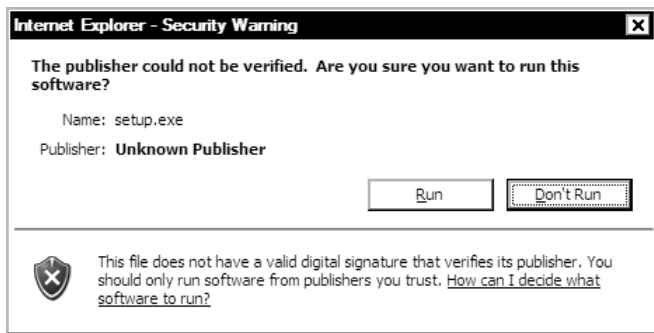 Internet Explorer - Security Warning
The publisher could not be verified.  Are you sure you want to run this
software?
Name: setup.exe
Publisher: Unknown Publisher
Run Don't Run
This file does not have a valid digital signature that verifies its publisher. You
should only run software from publishers you trust. How can I decide what
software to run?